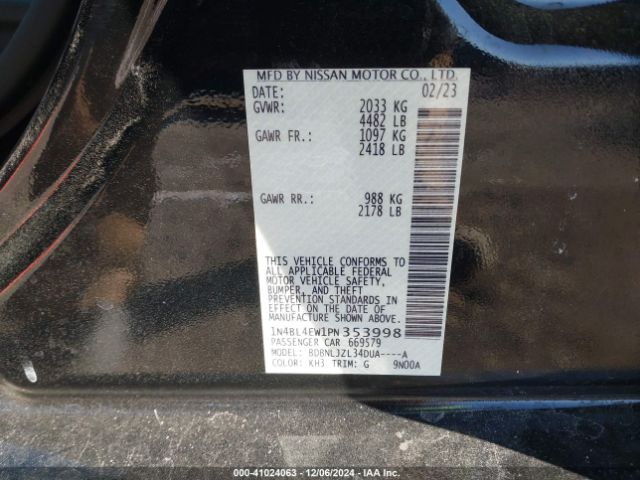 MFD BY NISSAN MOTOR CO., LTD.
DATE: 02/23
GVWR: 2033 KG
4482 LB
GAWR FR.: 1097 KG
2418 LB
GAWR RR.: 988 KG
2178 LB
THIS VEHICLE CONFORMS TO
ALL APPLICABLE FEDERAL
MOTOR VEHICLE SAFETY,
BUMPER, AND THEFT
PREVENTION STANDARDS IN
EFFECT ON THE DATE OF
MANUFACTURE SHOWN ABOVE.
1N4BL4EW1PN353998
PASSENGER CAR 669579
MODEL: BDBNLJZL34DUA----A
COLOR: KH3 TRIM: G 9N00A
000-41024063 - 12/06/2024 - IAA Inc.